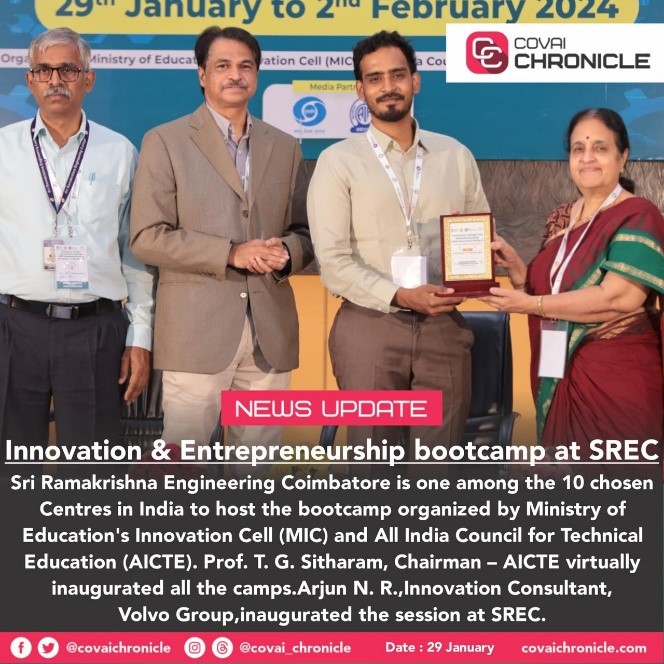 29th January to 2nd February 2024
COVAI
CHRONICLE
Ministry of Innovation Cell (MIC)
Media
NEWS UPDATE
Innovation & Entrepreneurship bootcamp at SREC
Sri Ramakrishna Engineering Coimbatore is one among the 10 chosen
Centres in India to host the bootcamp organized by Ministry of
Education's Innovation Cell (MIC) and All India Council for Technical
Education (AICTE). Prof. T. G. Sitharam, Chairman – AICTE virtually
inaugurated all the camps.Arjun N. R.,Innovation Consultant,
Volvo Group,inaugurated the session at SREC.
@covaichronicle @covai_chronicle Date : 29 January covaichronicle.com